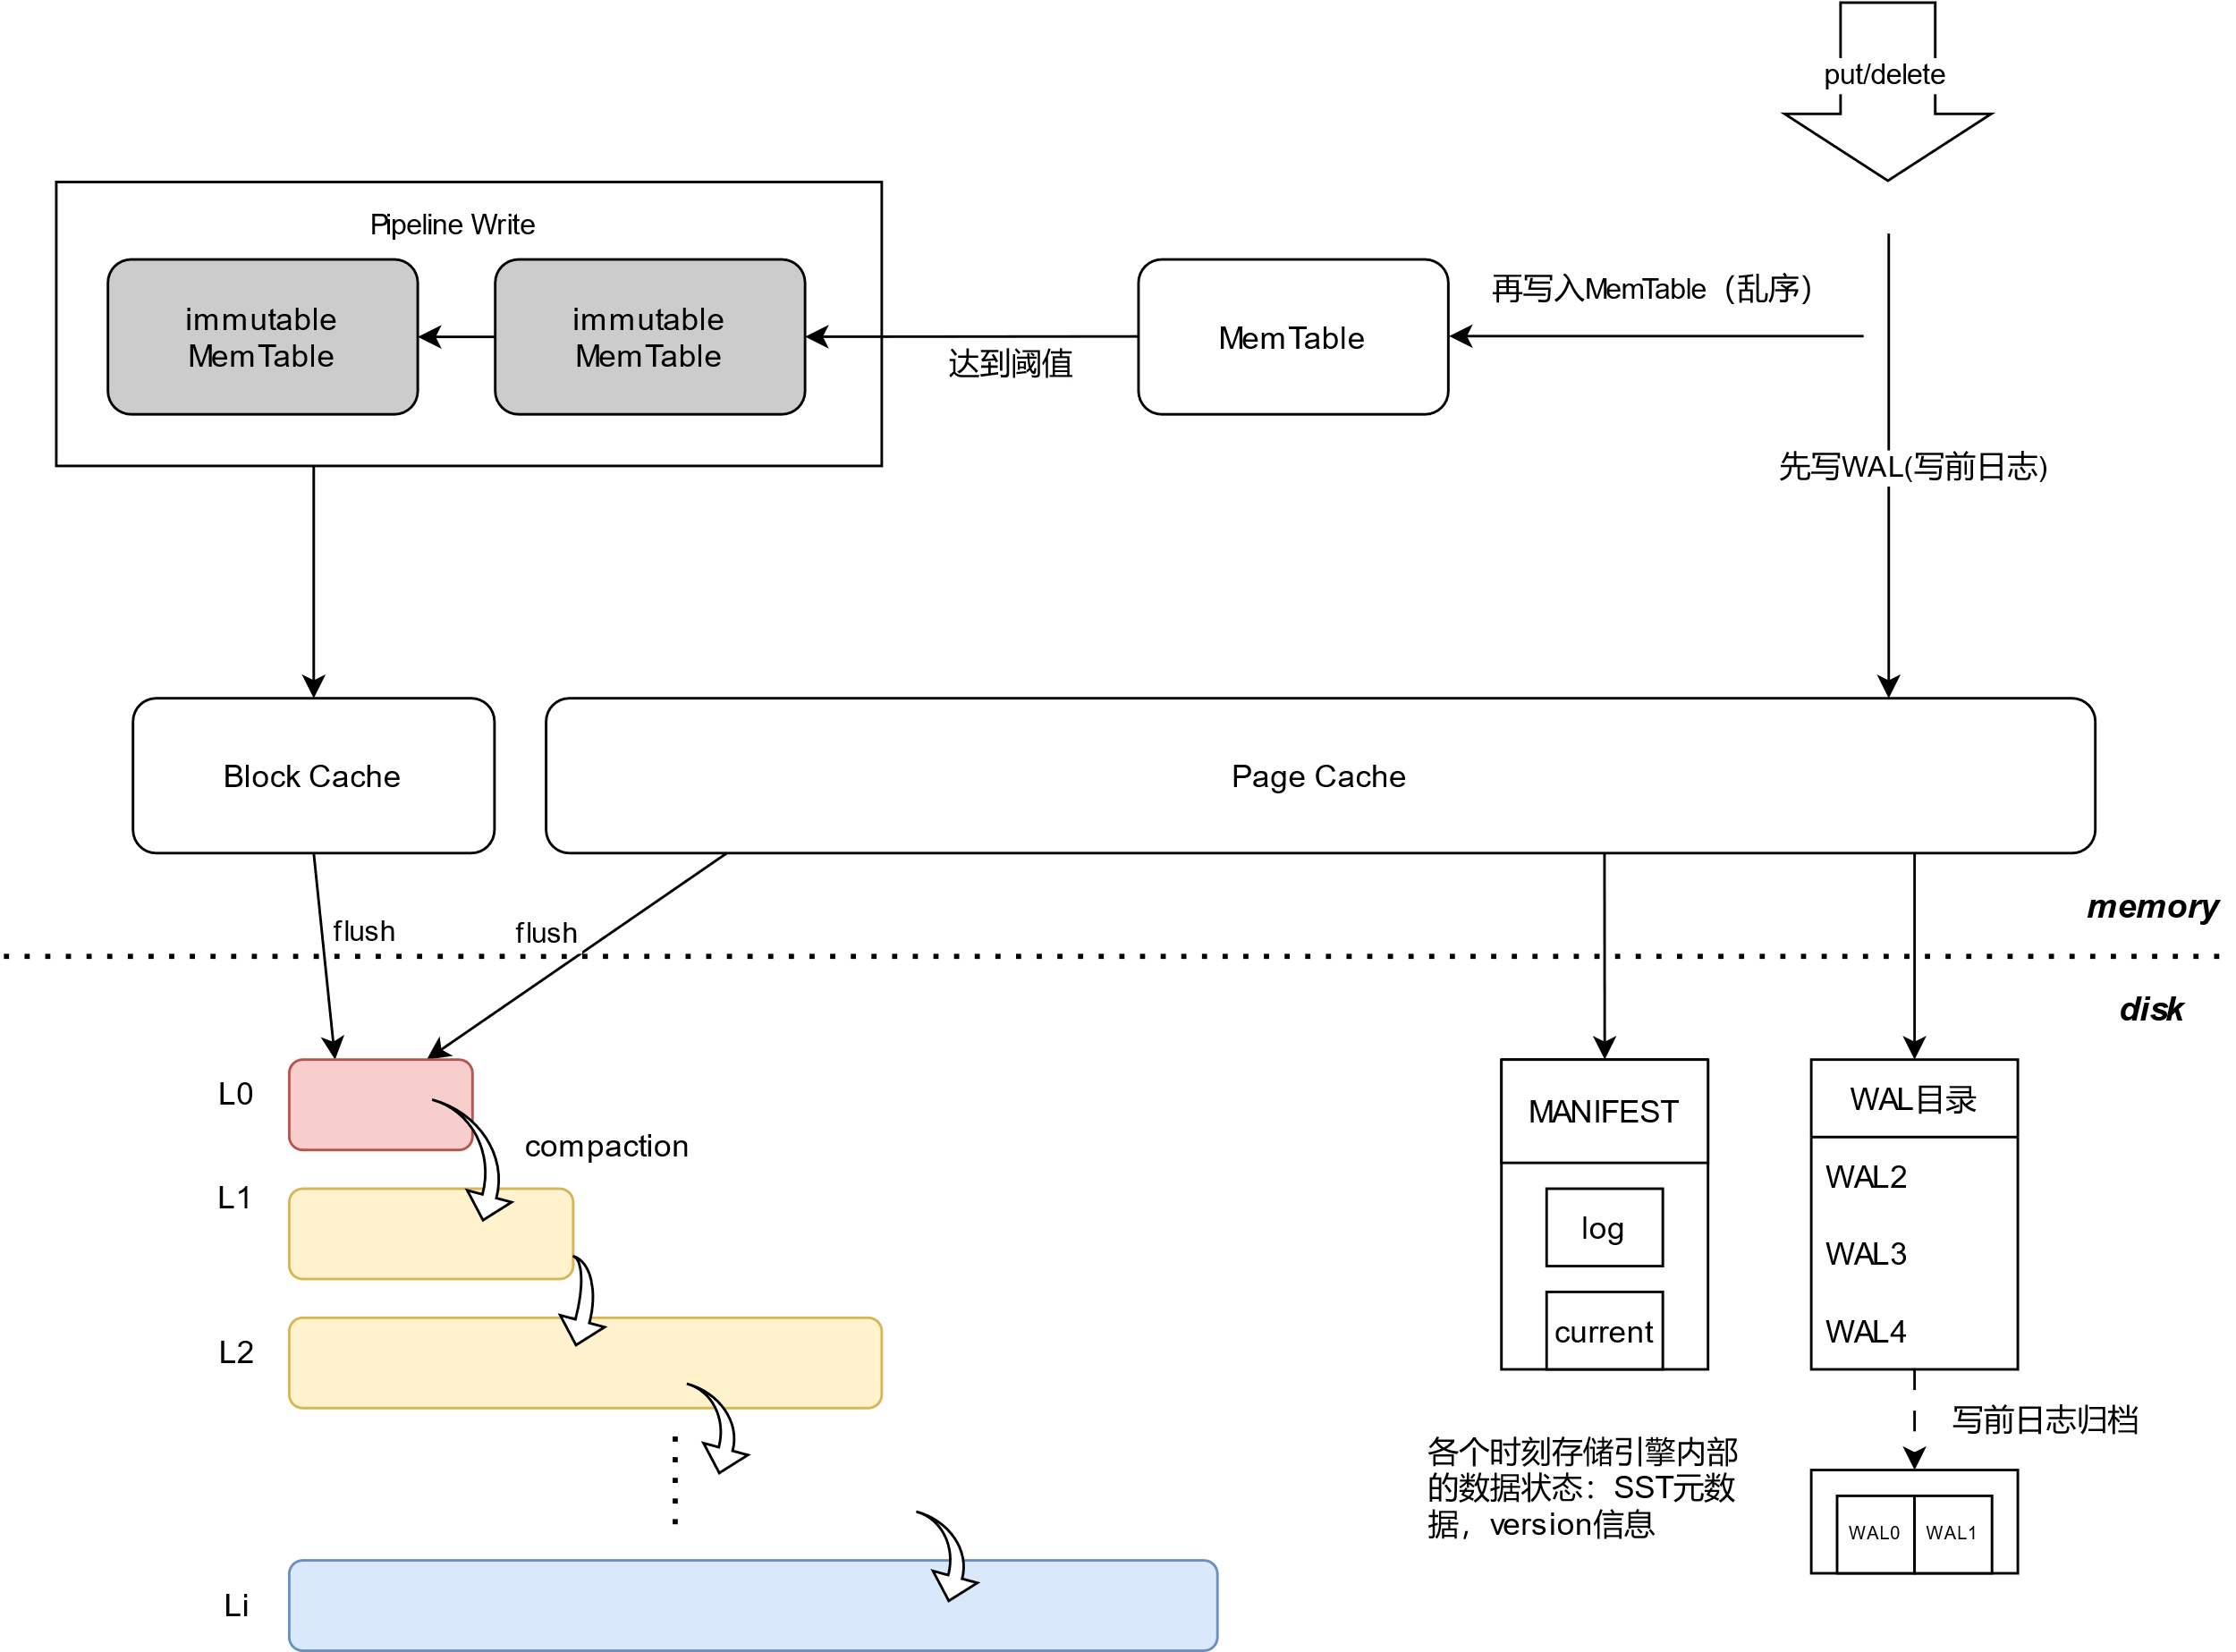 put/delete
Pipeline Write
immutable
MemTable
immutable
MemTable
达到阈值
MemTable
再写入MemTable（乱序）
先写WAL(写前日志)
Block Cache
Page Cache
flush
flush
memory
disk
L0
compaction
L1
L2
Li
MANIFEST
log
current
各个时刻存储引擎内部
的数据状态：SST元数
据，version信息
WAL目录
WAL2
WAL3
WAL4
写前日志归档
WAL0
WAL1